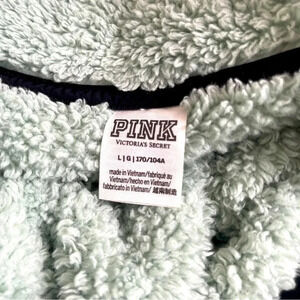 PINK
VICTORIA'S SECRET
L | G | 170/104A
made in Vietnam/fabriqué au
Vietnam/hecho en Vietnam/
fabbricato in Vietnam/ 越南制造